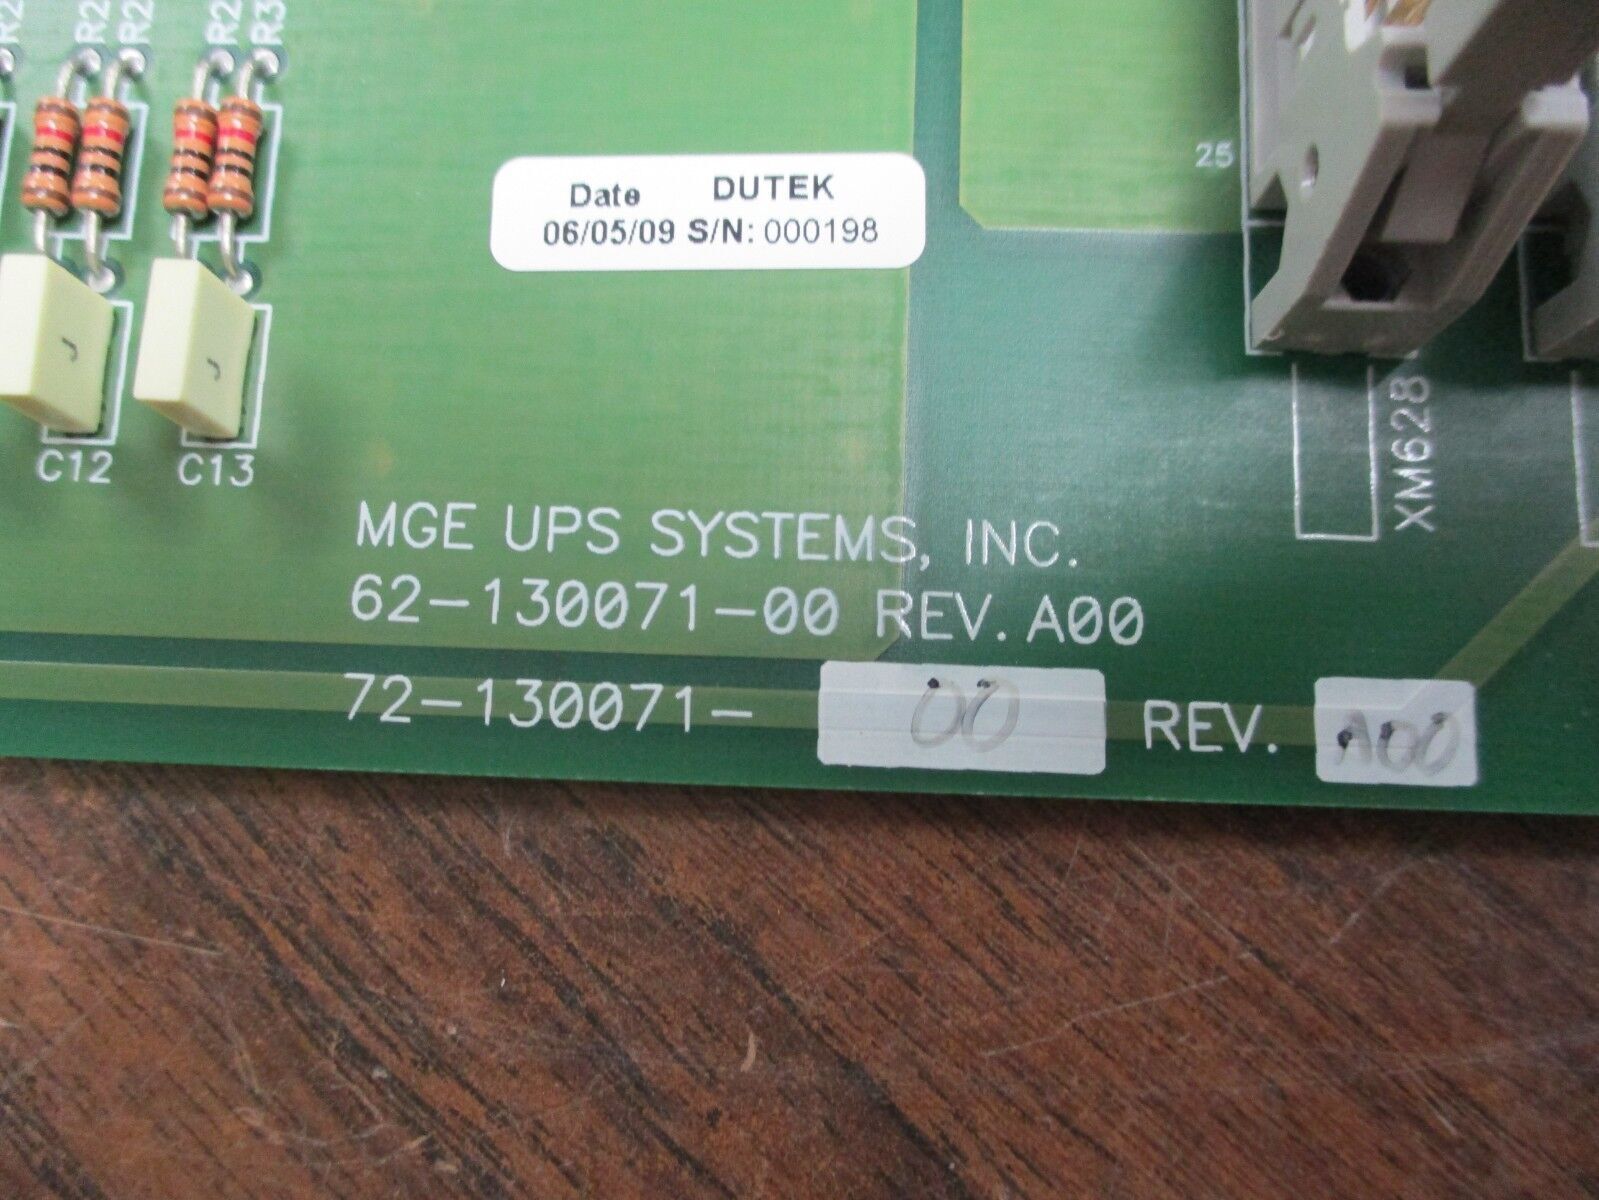 Date DUTEK
06/05/09 S/N: 000198
25
J
J
C12
C13
XM628
MGE UPS SYSTEMS, INC.
62-130071-00 REV. A00
72-130071- 00 REV. A00